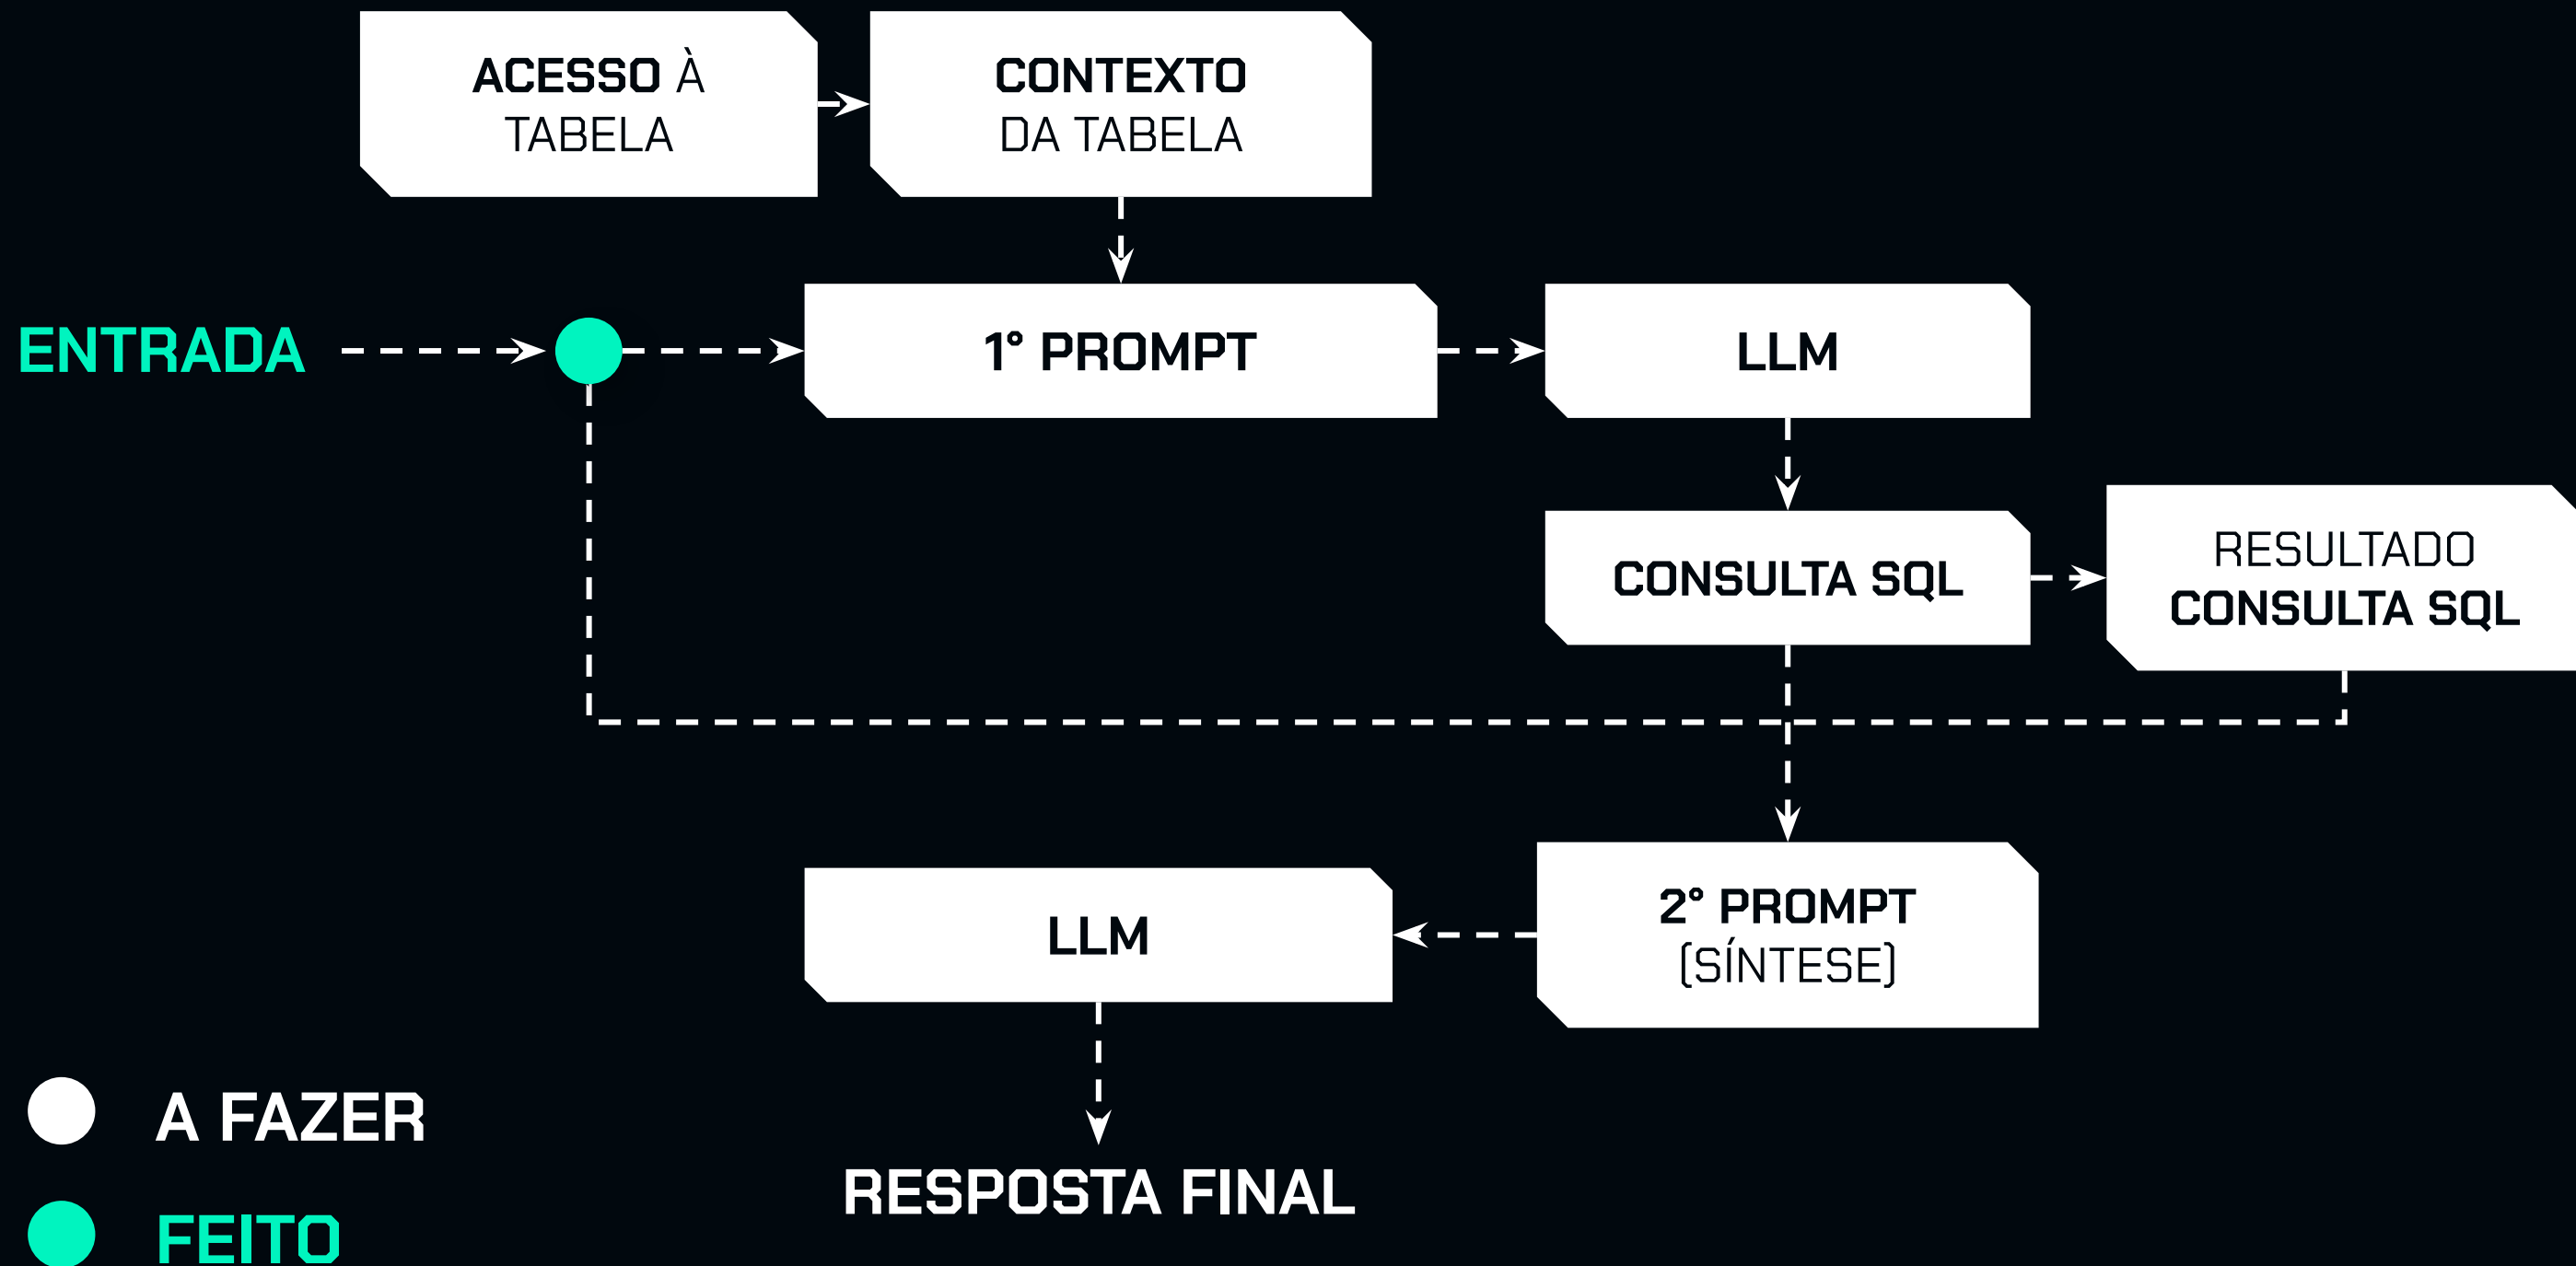 ACESSO À
TABELA
CONTEXTO
DA TABELA
ENTRADA
1° PROMPT
LLM
CONSULTA SQL
RESULTADO
CONSULTA SQL
LLM
2° PROMPT
(SÍNTESE)
A FAZER
RESPOSTA FINAL
FEITO